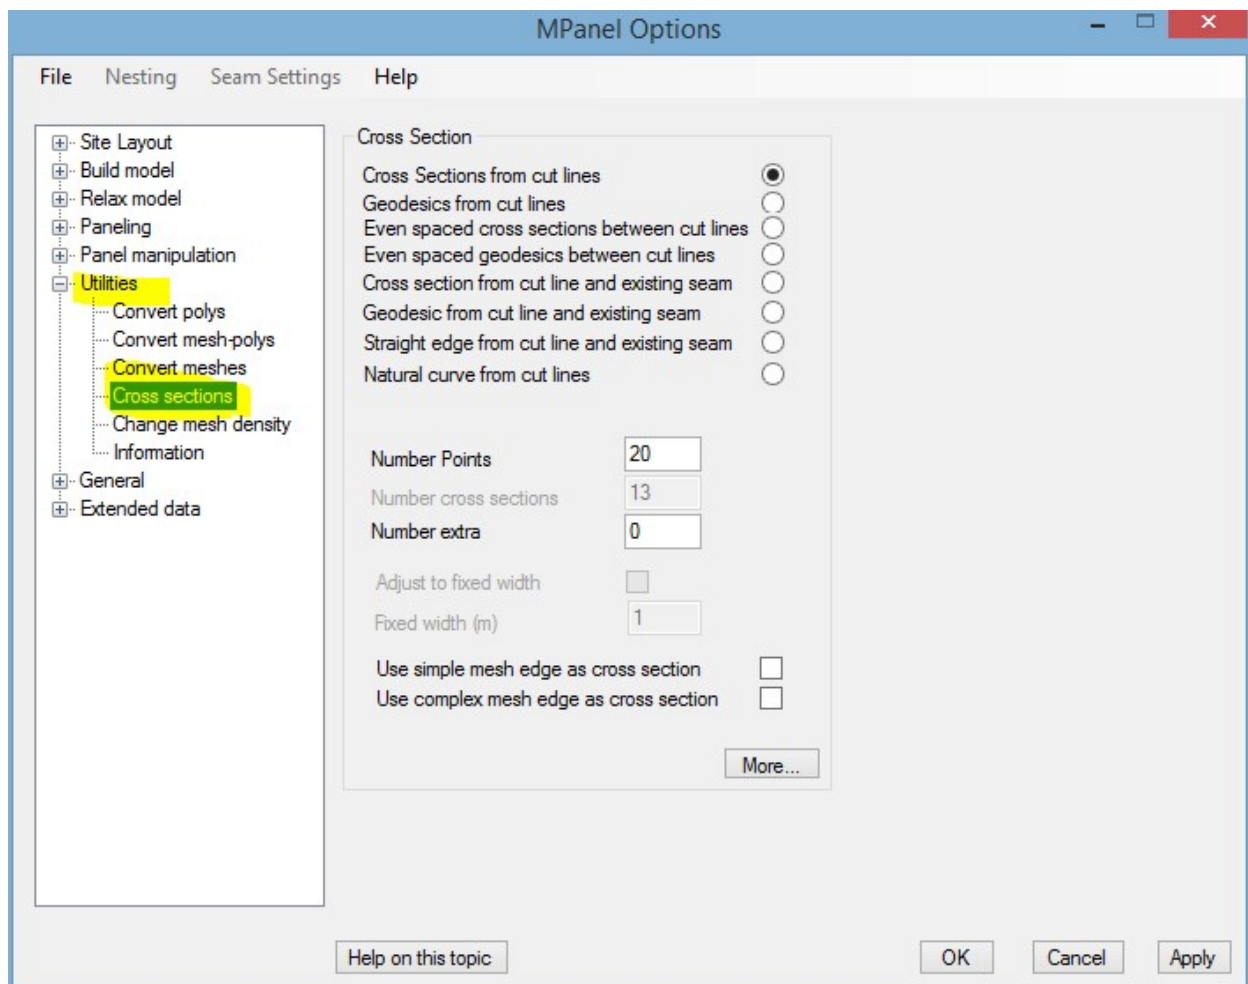 MPanel Options
File Nesting Seam Settings Help
Site Layout
Build model
Relax model
Paneling
Panel manipulation
Utilities
Convert polys
Convert mesh-polys
Convert meshes
Cross sections
Change mesh density
Information
General
Extended data
Cross Section
Cross Sections from cut lines
Geodesics from cut lines
Even spaced cross sections between cut lines
Even spaced geodesics between cut lines
Cross section from cut line and existing seam
Geodesic from cut line and existing seam
Straight edge from cut line and existing seam
Natural curve from cut lines
Number Points 20
Number cross sections 13
Number extra 0
Adjust to fixed width
Fixed width (m) 1
Use simple mesh edge as cross section
Use complex mesh edge as cross section
More...
Help on this topic OK Cancel Apply